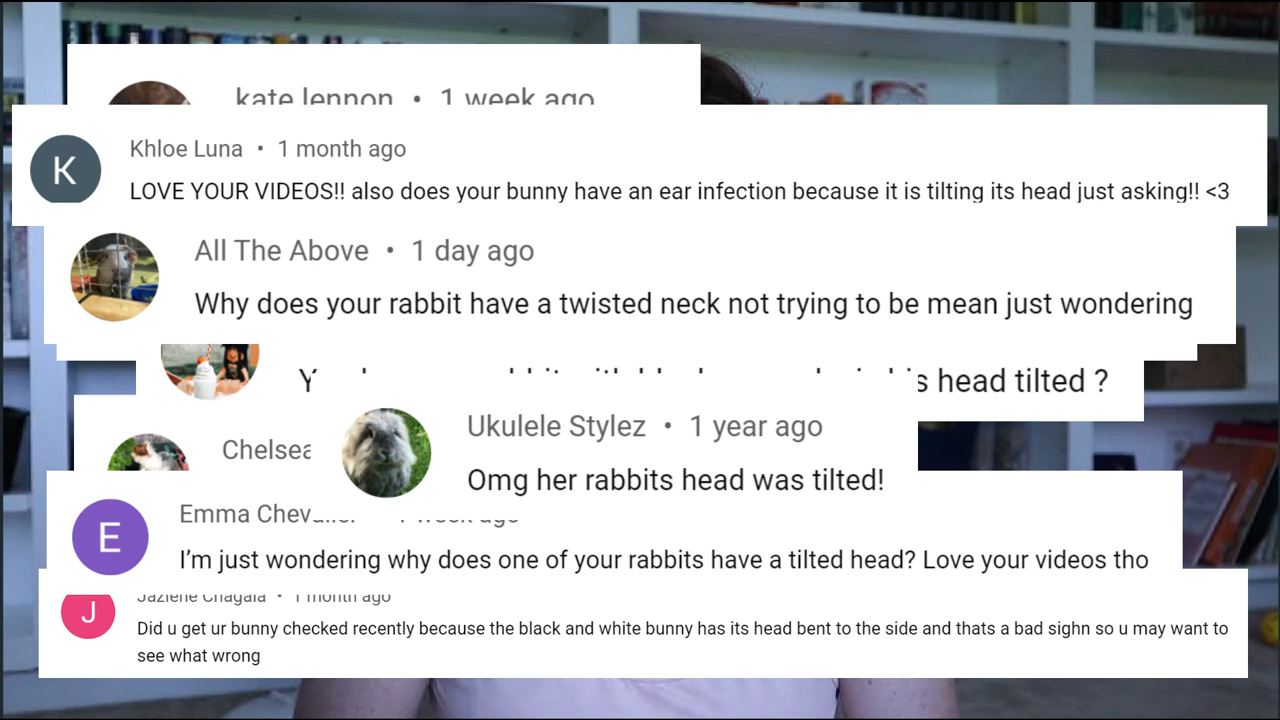 kate lennon • 1 week ago
K
Khloe Luna • 1 month ago
LOVE YOUR VIDEOS!! also does your bunny have an ear infection because it is tilting its head just asking!! <3
All The Above • 1 day ago
Why does your rabbit have a twisted neck not trying to be mean just wondering
head tilted ?
Ukulele Stylez • 1 year ago
Chelsea
Omg her rabbits head was tilted!
E
Emma
I’m just wondering why does one of your rabbits have a tilted head? Love your videos tho
J
Jazlene Chagala • 1 month ago
Did u get ur bunny checked recently because the black and white bunny has its head bent to the side and thats a bad sighn so u may want to
see what wrong